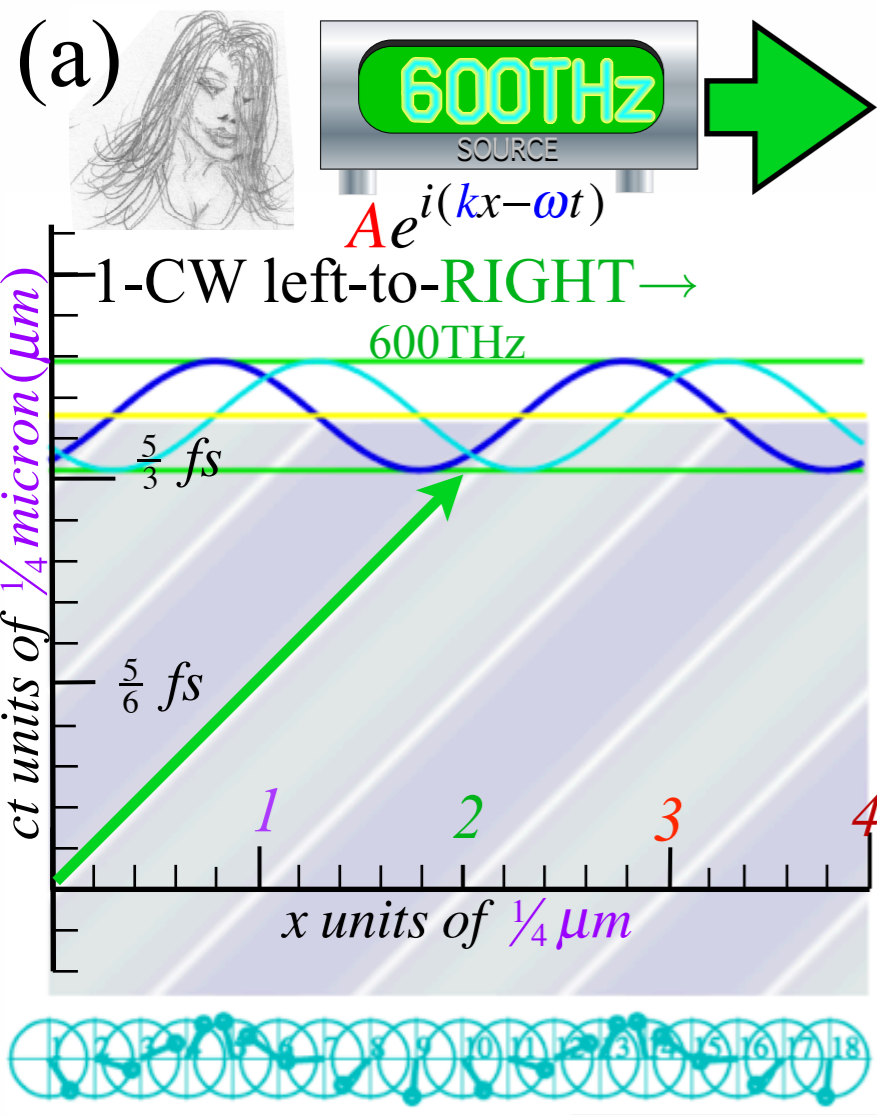 (a)
600THz
SOURCE
Ae^{i(kx−ωt)}
1-CW left-to-RIGHT→
600THz
5/3 fs
5/6 fs
ct units of ¼ micron(μm)
1 2 3 4
x units of ¼ μm
1 2 3 4 5 6 7 8 9 10 11 12 13 14 15 16 17 18